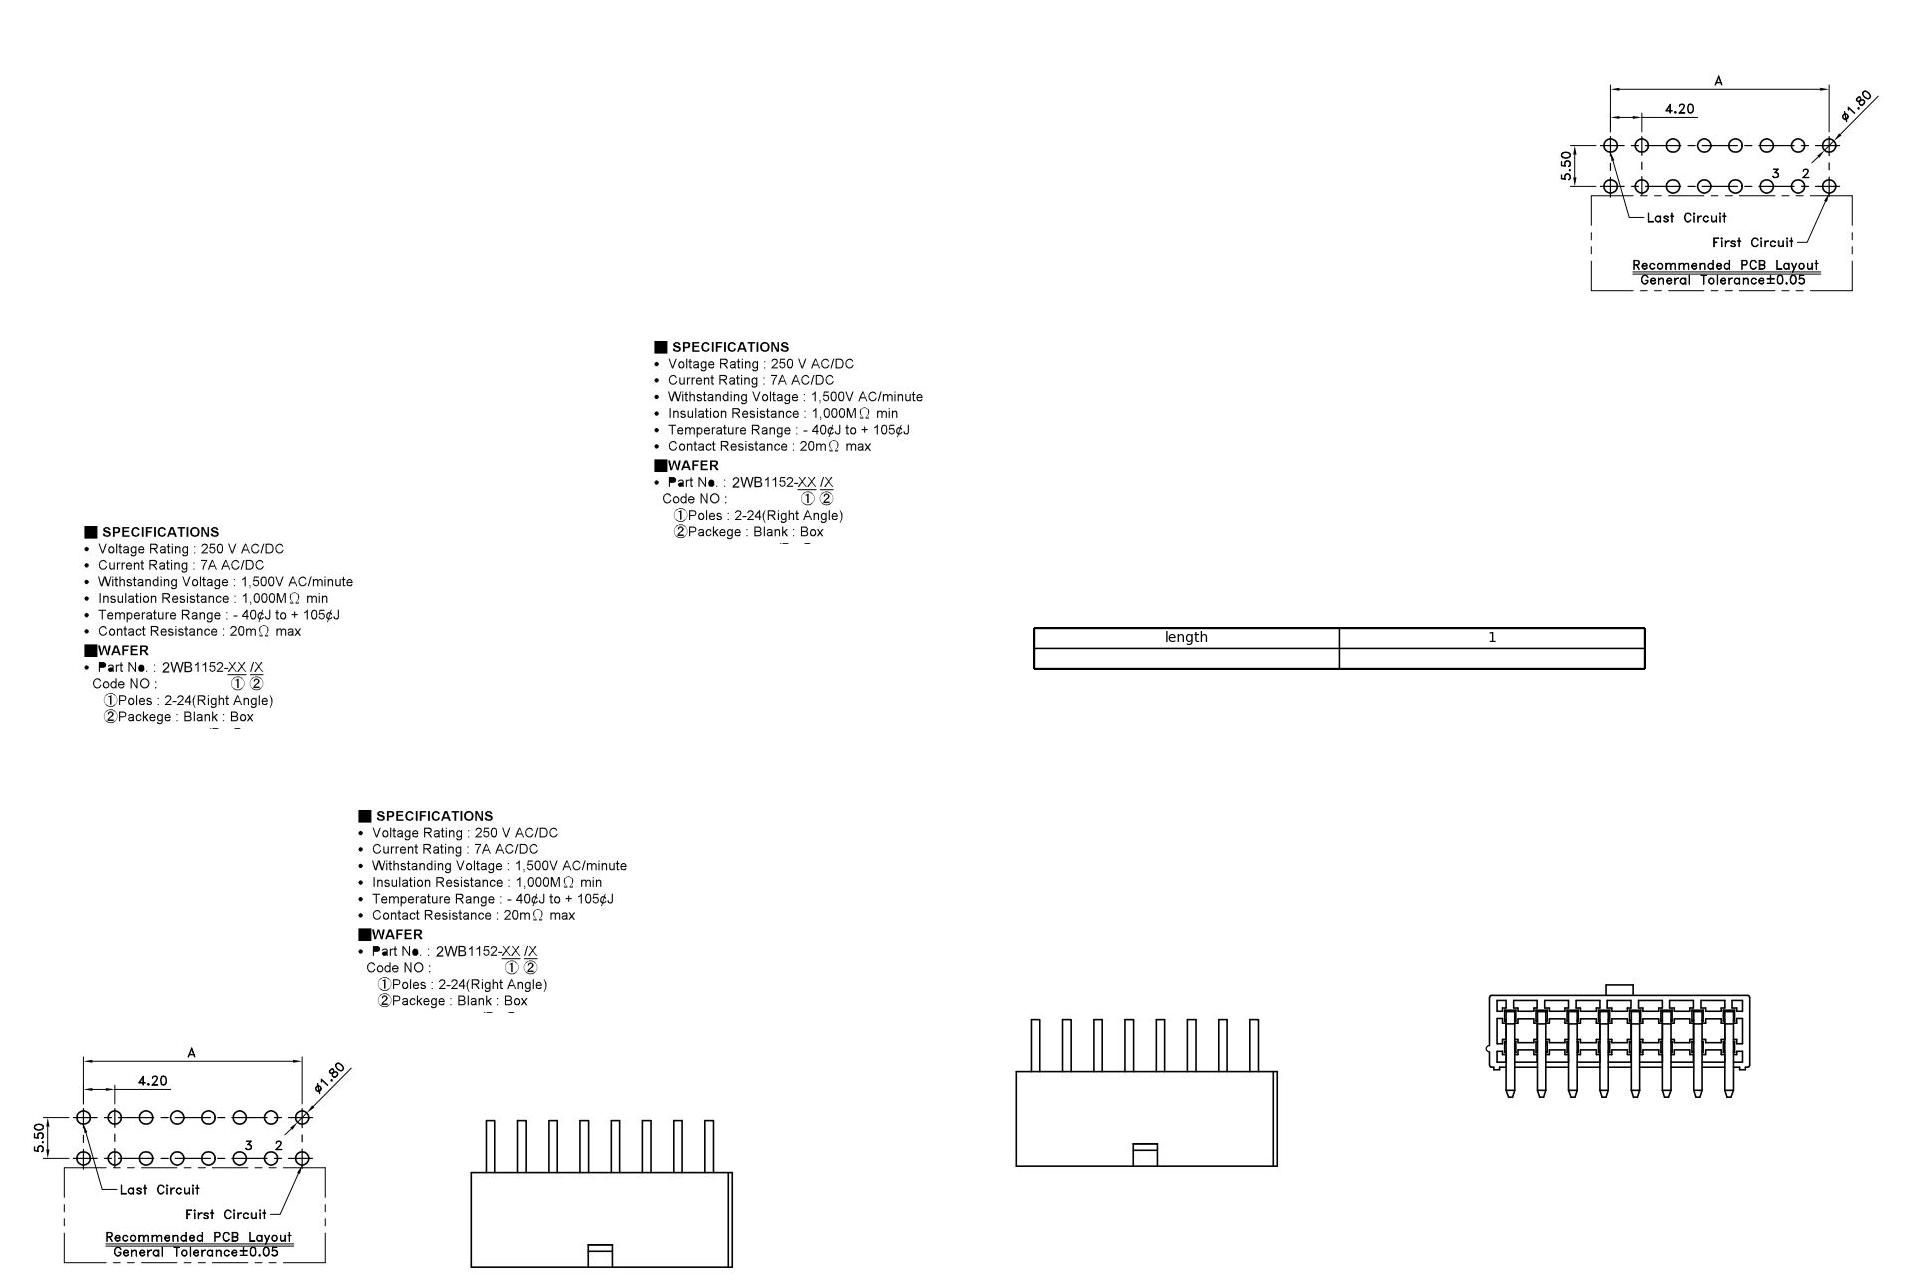 A
4.20
ø1.80
5.50
3 2
Last Circuit
First Circuit
Recommended PCB Layout
General Tolerance±0.05
■ SPECIFICATIONS
• Voltage Rating : 250 V AC/DC
• Current Rating : 7A AC/DC
• Withstanding Voltage : 1,500V AC/minute
• Insulation Resistance : 1,000MΩ min
• Temperature Range : - 40¢J to + 105¢J
• Contact Resistance : 20mΩ max
■WAFER
• Part No. : 2WB1152-XX /X
Code NO : ① ②
①Poles : 2-24(Right Angle)
②Packege : Blank : Box
■ SPECIFICATIONS
• Voltage Rating : 250 V AC/DC
• Current Rating : 7A AC/DC
• Withstanding Voltage : 1,500V AC/minute
• Insulation Resistance : 1,000MΩ min
• Temperature Range : - 40¢J to + 105¢J
• Contact Resistance : 20mΩ max
■WAFER
• Part No. : 2WB1152-XX /X
Code NO : ① ②
①Poles : 2-24(Right Angle)
②Packege : Blank : Box
length 1
■ SPECIFICATIONS
• Voltage Rating : 250 V AC/DC
• Current Rating : 7A AC/DC
• Withstanding Voltage : 1,500V AC/minute
• Insulation Resistance : 1,000MΩ min
• Temperature Range : - 40¢J to + 105¢J
• Contact Resistance : 20mΩ max
■WAFER
• Part No. : 2WB1152-XX /X
Code NO : ① ②
①Poles : 2-24(Right Angle)
②Packege : Blank : Box
A
4.20
ø1.80
5.50
3 2
Last Circuit
First Circuit
Recommended PCB Layout
General Tolerance±0.05